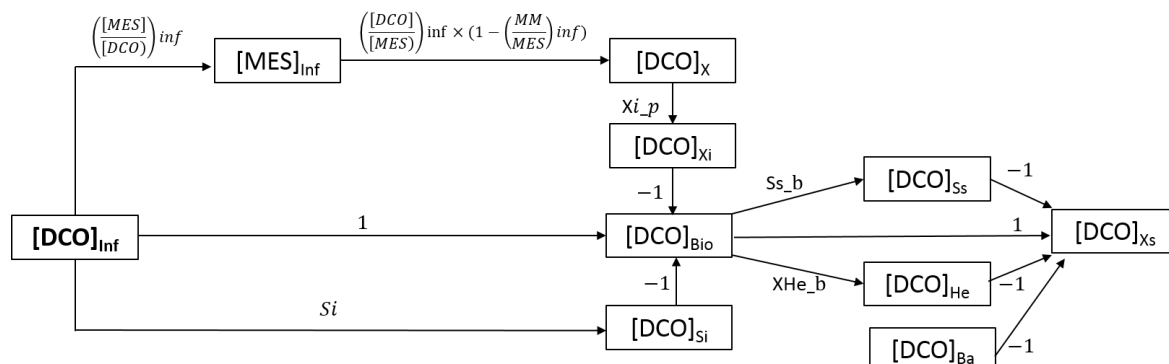 ([MES]/[DCO)) inf
([DCO]/[MES)) inf × (1 − (MM/MES) inf)
[MES]Inf
[DCO]X
Xi_p
[DCO]Xi
−1
Ss_b
[DCO]Ss
−1
[DCO]Inf
1
[DCO]Bio
1
[DCO]Xs
−1
XHe_b
[DCO]He
−1
Si
[DCO]Si
[DCO]Ba
−1